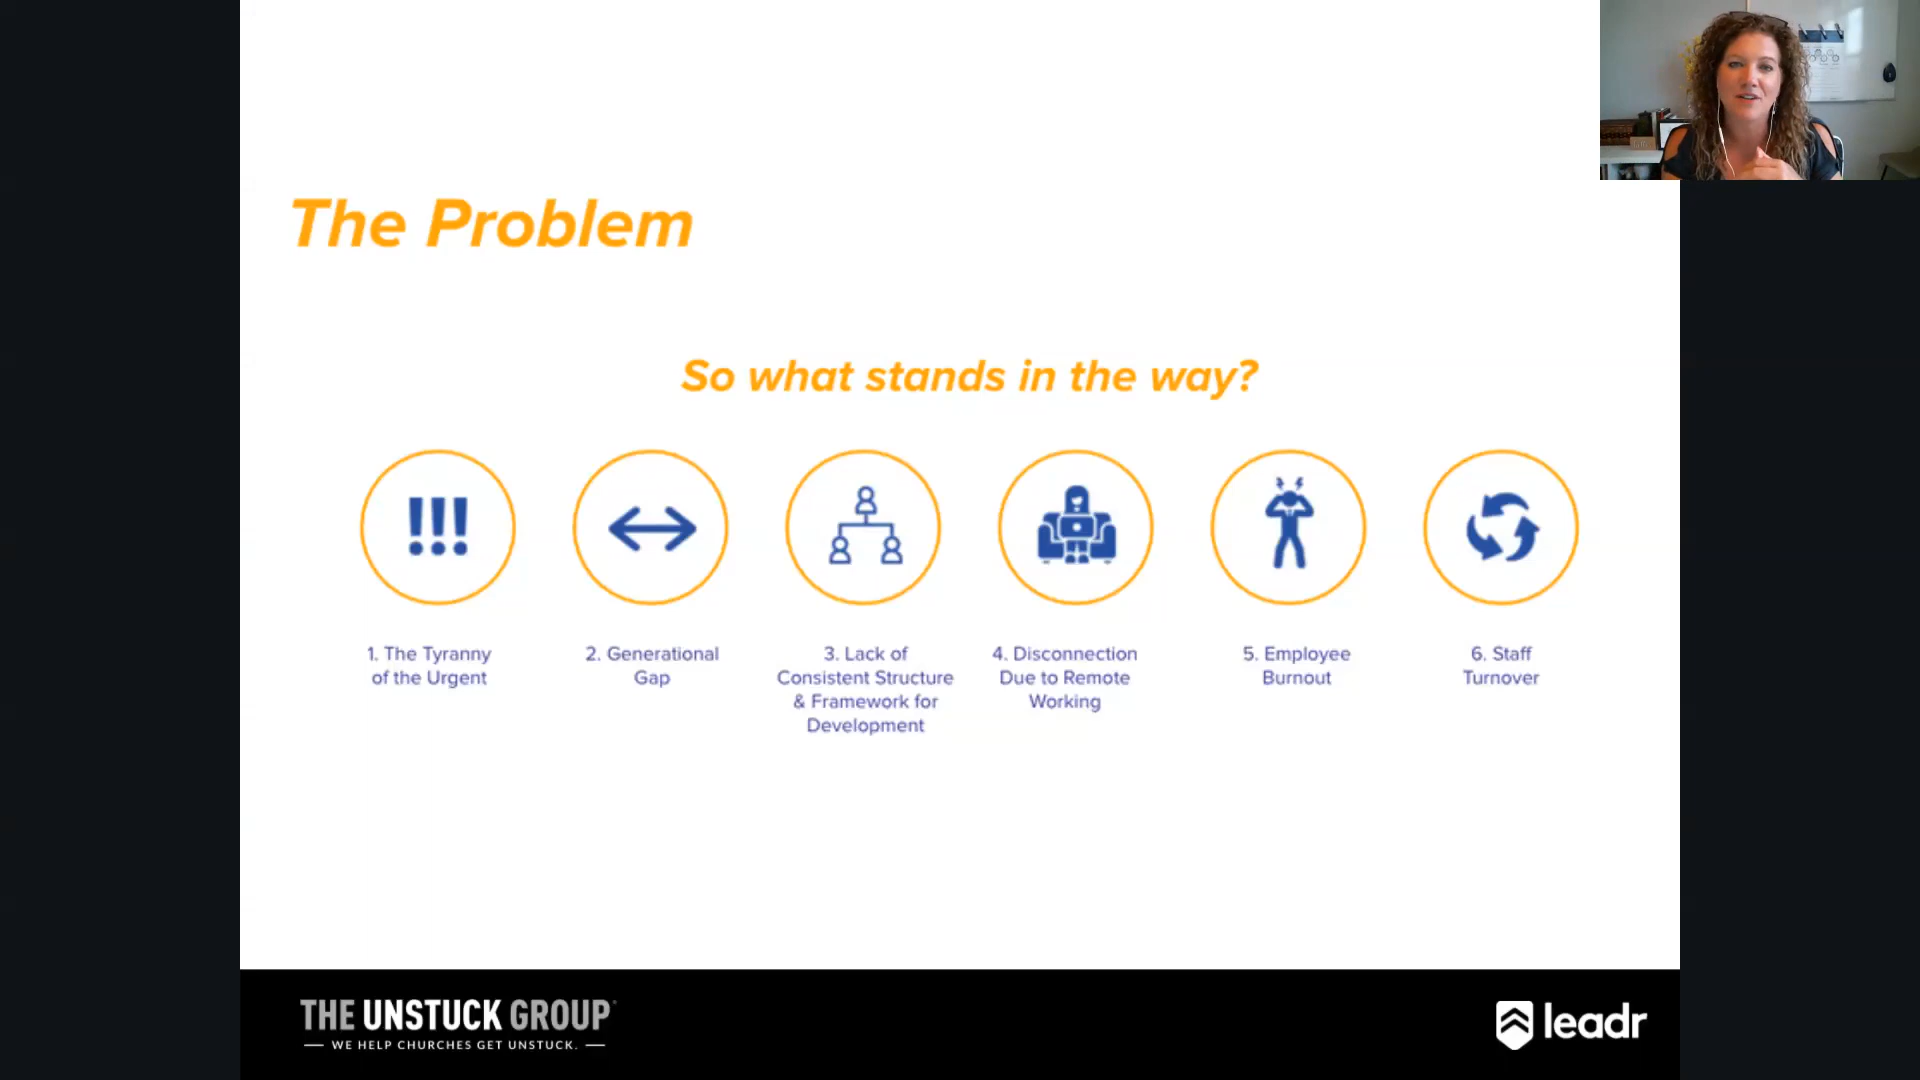 The Problem
So what stands in the way?
!!!
1. The Tyranny
of the Urgent
2. Generational
Gap
3. Lack of
Consistent Structure
& Framework for
Development
4. Disconnection
Due to Remote
Working
5. Employee
Burnout
6. Staff
Turnover
THE UNSTUCK GROUP
— WE HELP CHURCHES GET UNSTUCK. —
leadr